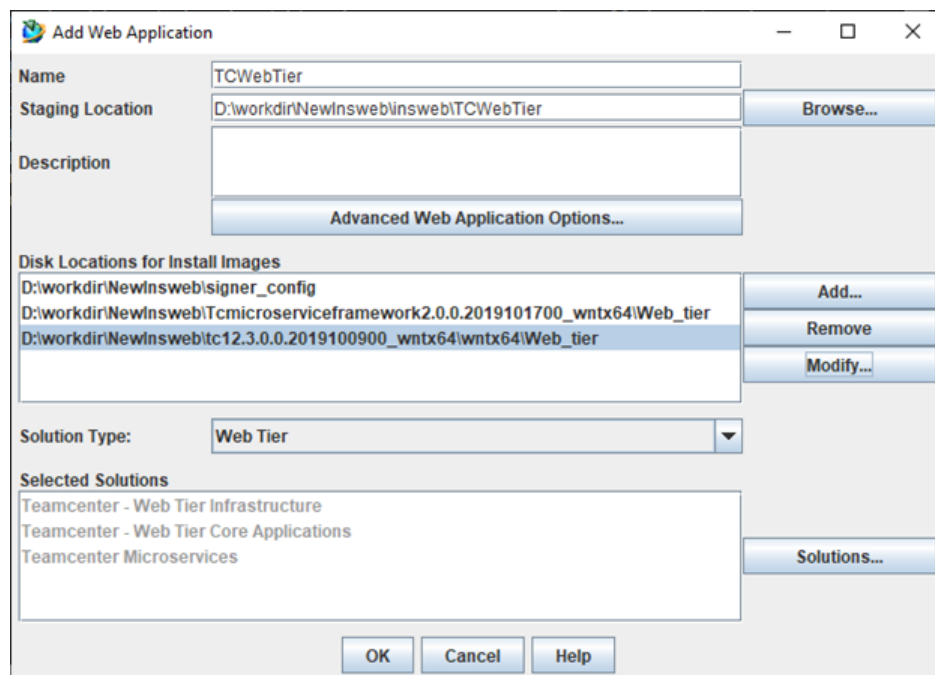 Add Web Application
Name TCWebTier
Staging Location D:\workdir\NewInsweb\insweb\TCWebTier Browse...
Description
Advanced Web Application Options...
Disk Locations for Install Images
D:\workdir\NewInsweb\signer_config Add...
D:\workdir\NewInsweb\Tcmicroserviceframework2.0.0.2019101700_wntx64\Web_tier
Remove
D:\workdir\NewInsweb\tc12.3.0.0.2019100900_wntx64\wntx64\Web_tier
Modify...
Solution Type: Web Tier
Selected Solutions
Teamcenter - Web Tier Infrastructure
Teamcenter - Web Tier Core Applications
Teamcenter Microservices Solutions...
OK Cancel Help